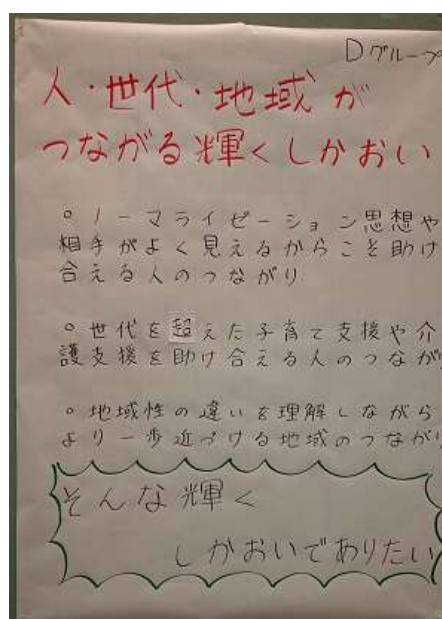 Dグループ
人・世代・地域が
つながる輝くしかおい
○ノーマライゼーション思想や
相手がよく見えるからこそ助け
合える人のつながり
○世代を超えた子育て支援や介
護支援を助け合える人のつながり
○地域性の違いを理解しながら
より一歩近づける地域のつながり
そんな輝く
しかおいでありたい